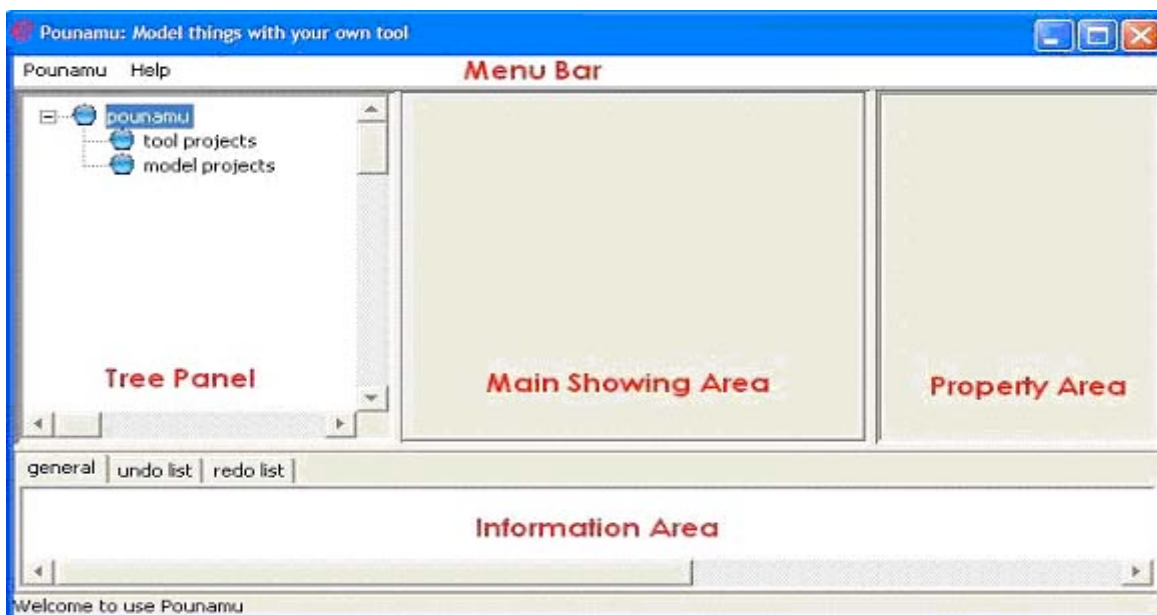 Pounamu: Model things with your own tool
Pounamu Help
Menu Bar
pounamu
tool projects
model projects
Tree Panel
Main Showing Area
Property Area
general undo list redo list
Information Area
Welcome to use Pounamu